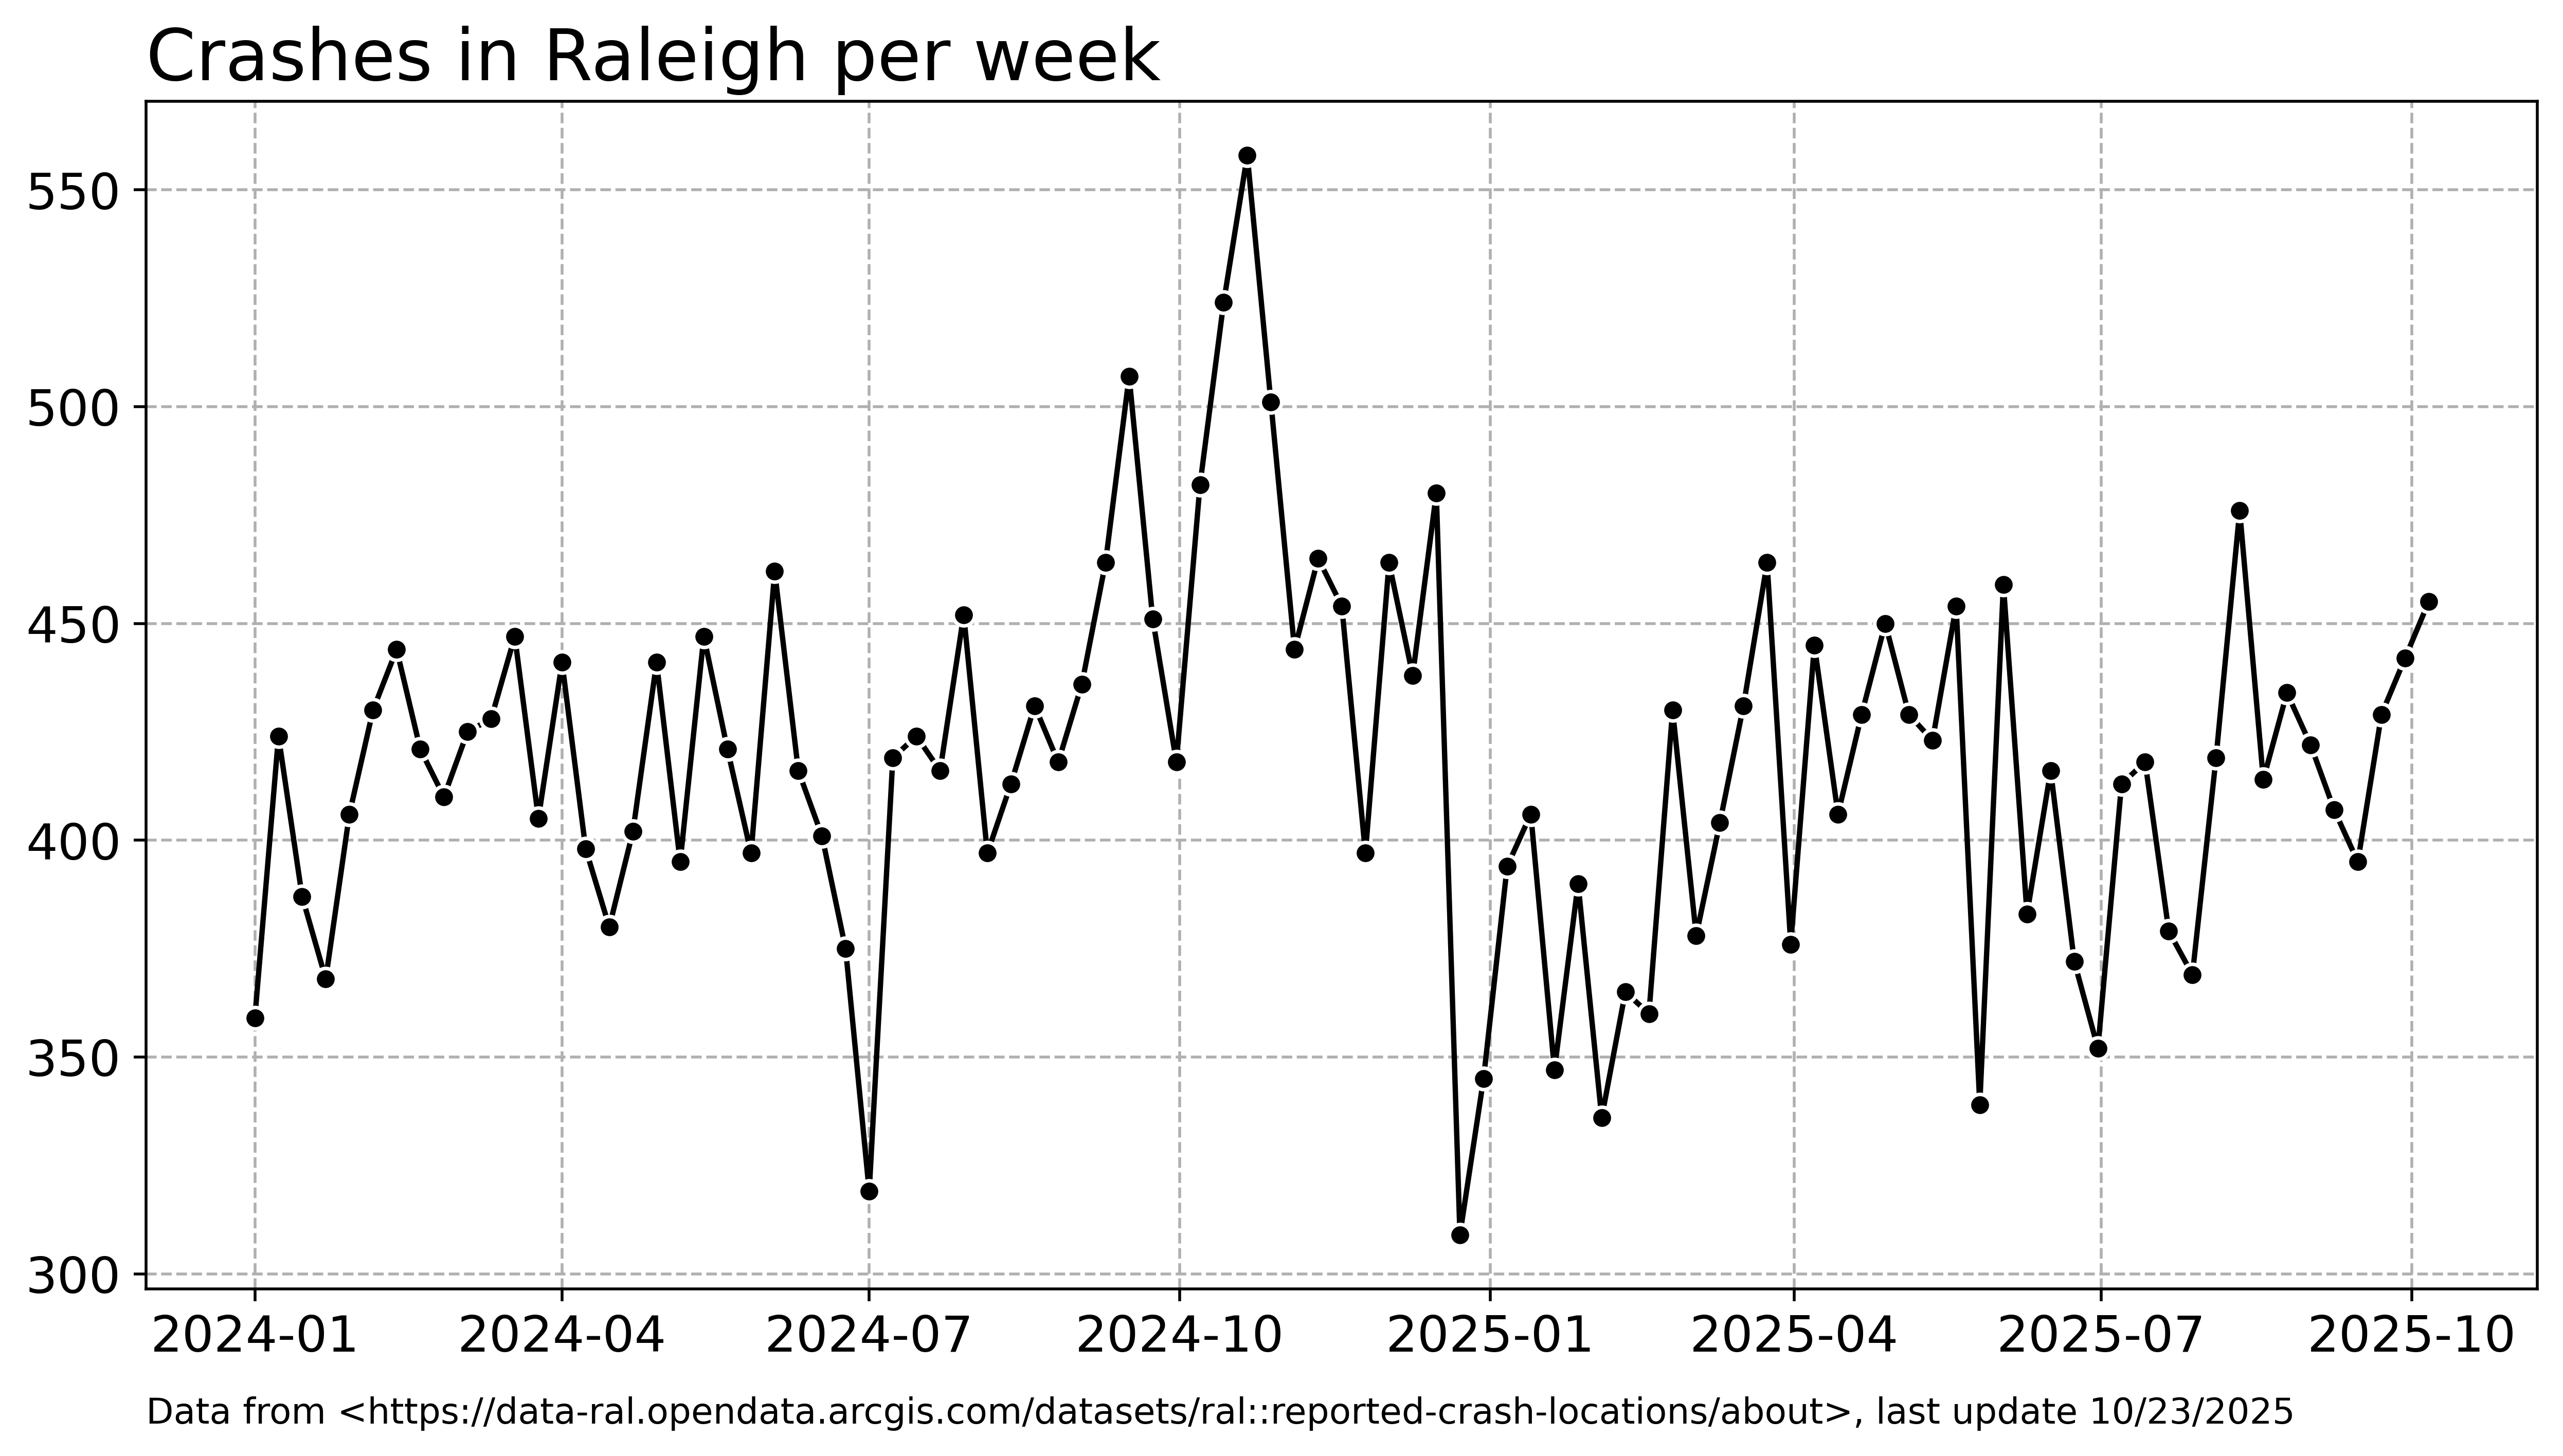 Crashes in Raleigh per week
550
500
450
400
350
300
2024-01 2024-04 2024-07 2024-10 2025-01 2025-04 2025-07 2025-10
Data from <https://data-ral.opendata.arcgis.com/datasets/ral::reported-crash-locations/about>, last update 10/23/2025